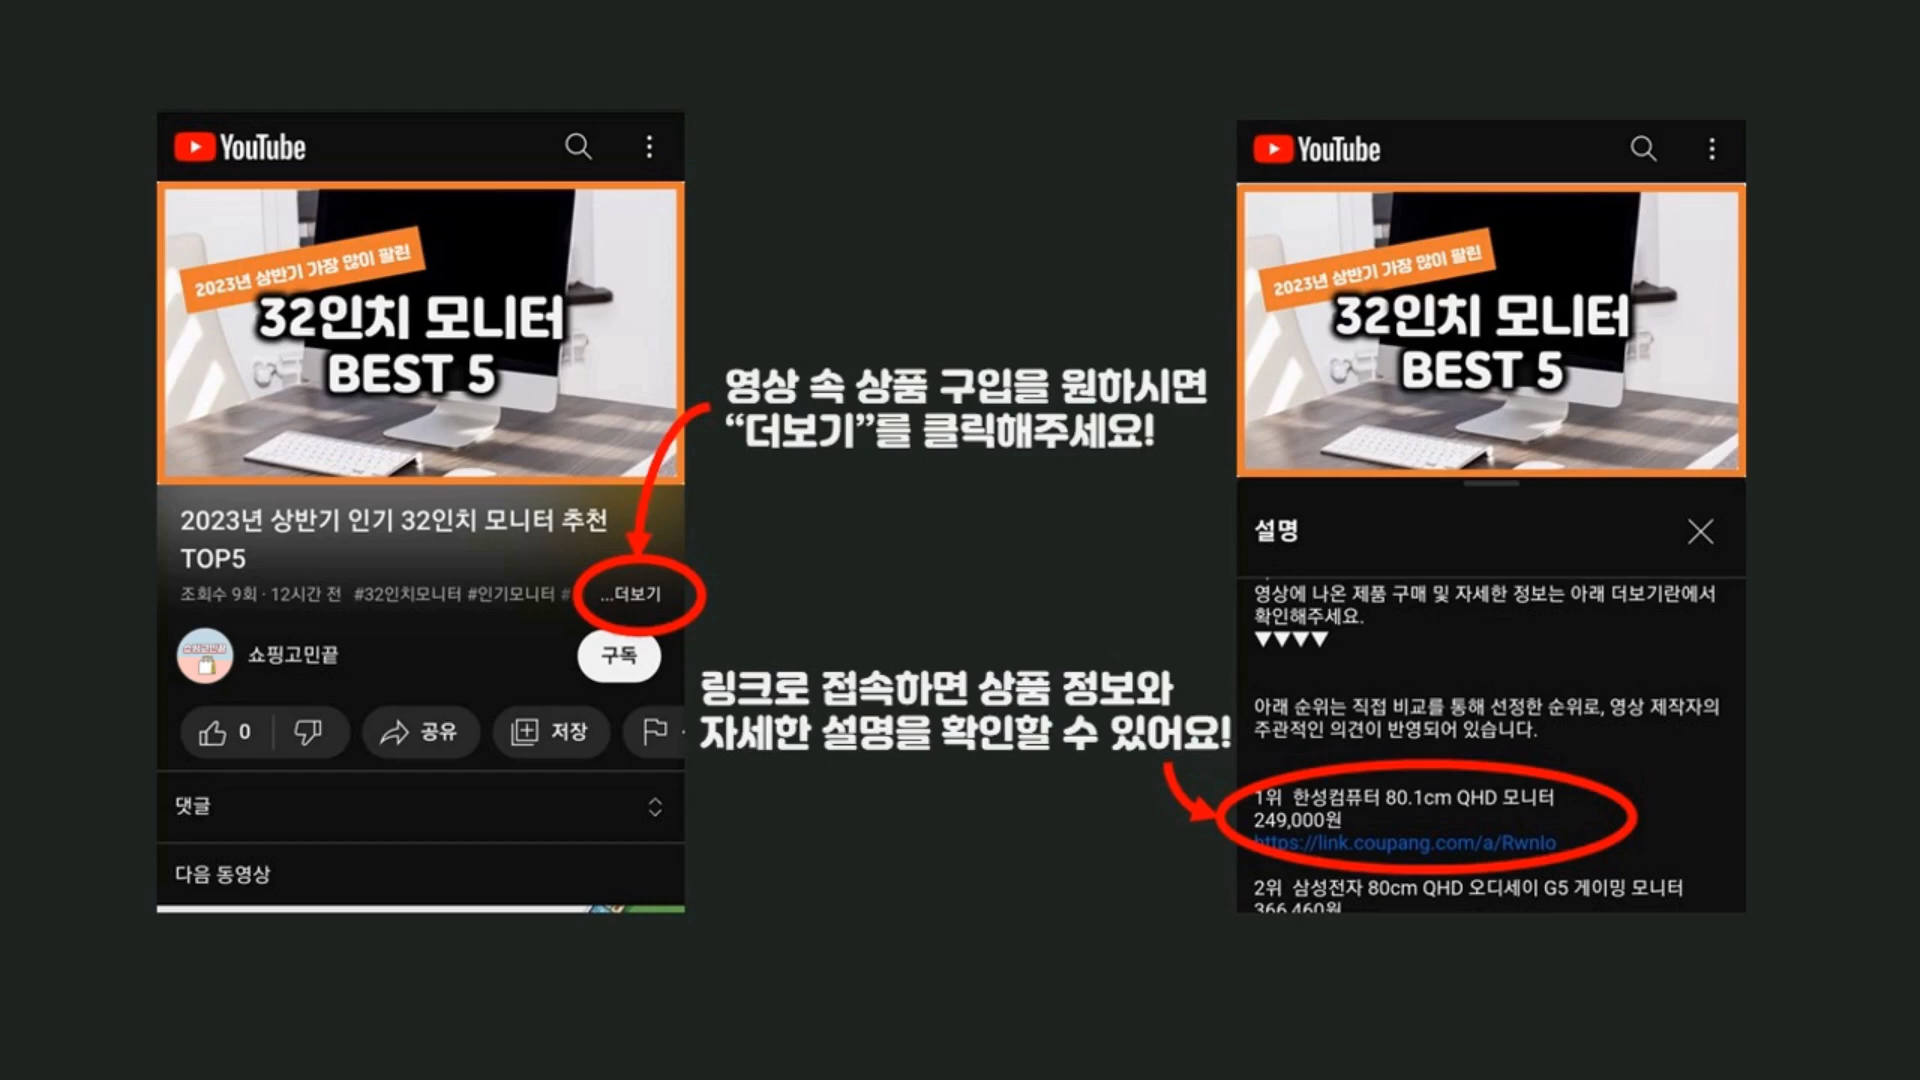 YouTube
2023년 상반기 가장 많이 팔린
32인치 모니터
BEST 5
2023년 상반기 인기 32인치 모니터 추천
TOP5
조회수 9회 · 12시간 전 #32인치모니터 #인기모니터 # ...더보기
쇼핑고민끝
쇼핑고민끝
구독
0
공유
저장
댓글
다음 동영상
영상 속 상품 구입을 원하시면
“더보기”를 클릭해주세요!
링크로 접속하면 상품 정보와
자세한 설명을 확인할 수 있어요!
YouTube
2023년 상반기 가장 많이 팔린
32인치 모니터
BEST 5
설명
영상에 나온 제품 구매 및 자세한 정보는 아래 더보기란에서
확인해주세요.
▼▼▼▼
아래 순위는 직접 비교를 통해 선정한 순위로, 영상 제작자의
주관적인 의견이 반영되어 있습니다.
1위 한성컴퓨터 80.1cm QHD 모니터
249,000원
https://link.coupang.com/a/RwnIo
2위 삼성전자 80cm QHD 오디세이 G5 게이밍 모니터
366,460원